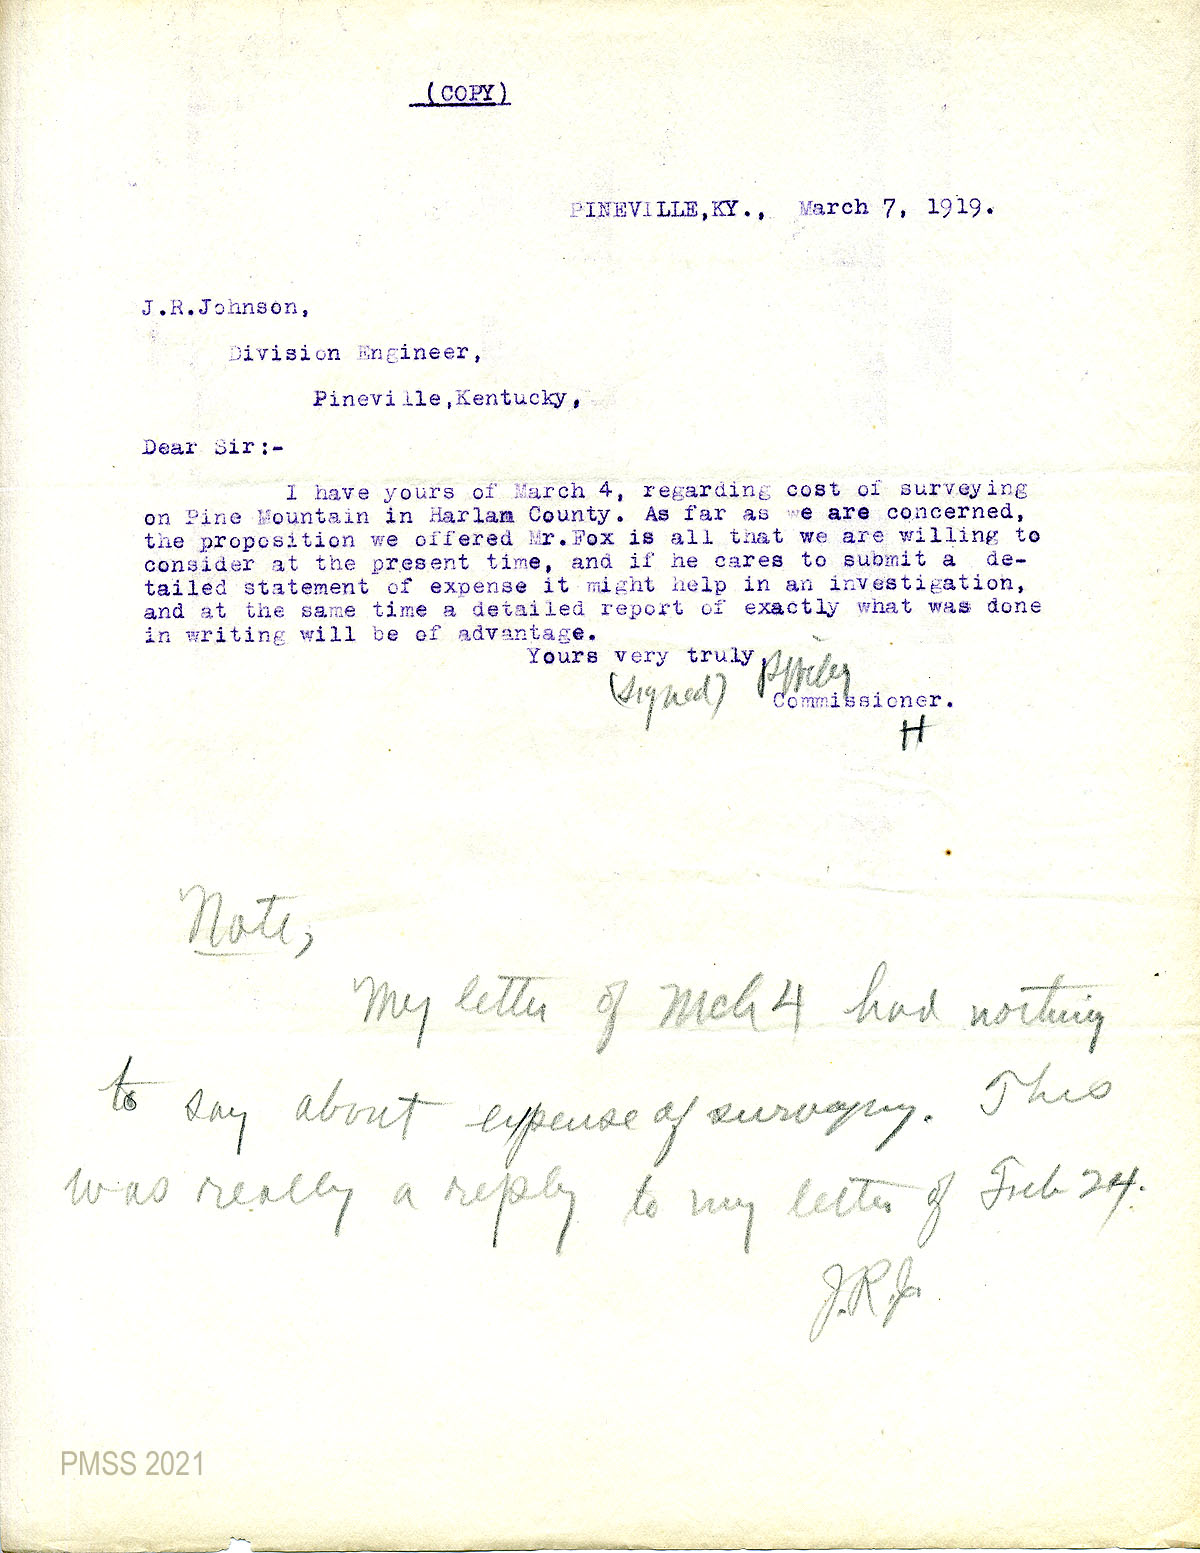 (COPY)
PINEVILLE,KY., March 7, 1919.
J.R.Johnson,
Division Engineer,
Pineville,Kentucky,
Dear Sir:-
I have yours of March 4, regarding cost of surveying
on Pine Mountain in Harlam County. As far as we are concerned,
the proposition we offered Mr.Fox is all that we are willing to
consider at the present time, and if he cares to submit a de-
tailed statement of expense it might help in an investigation,
and at the same time a detailed report of exactly what was done
in writing will be of advantage.
Yours very truly,
(signed)
Commissioner.
H
Note,
My letter of Mch 4 had nothing
to say about expense of surveying. This
was really a reply to my letter of Feb 24.
J.R.J.
PMSS 2021